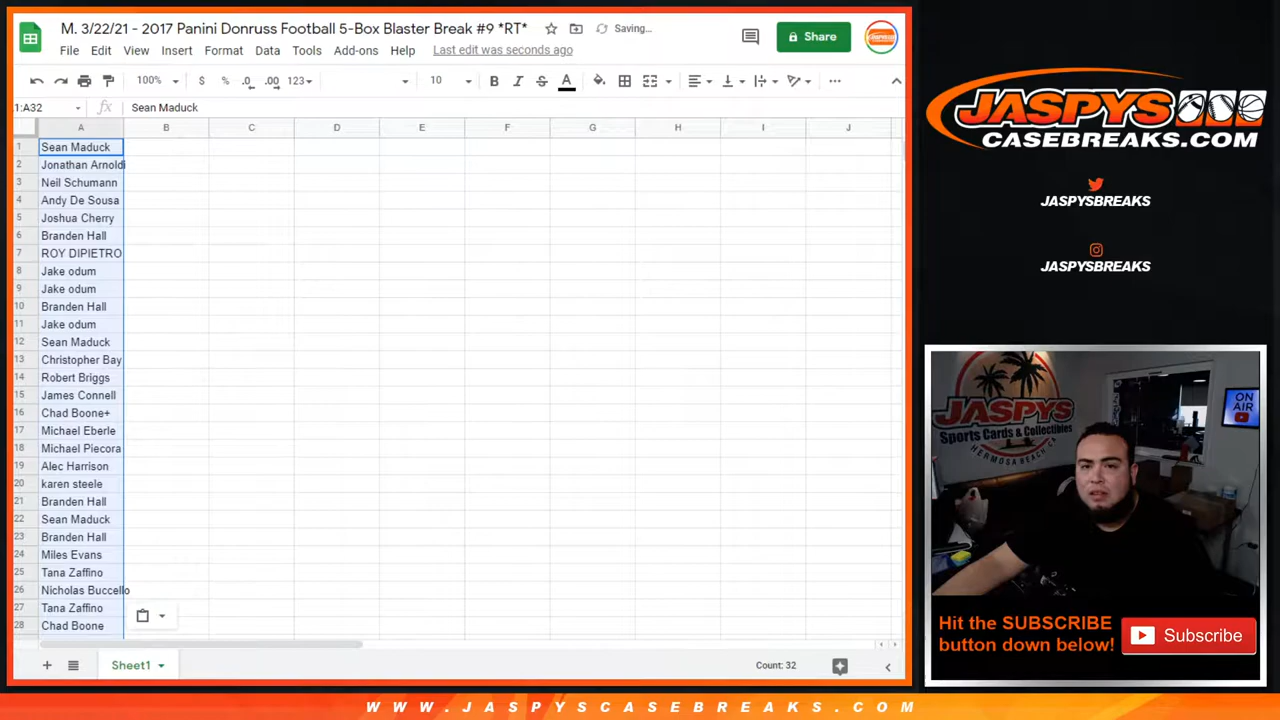 M. 3/22/21 - 2017 Panini Donruss Football 5-Box Blaster Break #9 *RT*
Saving...
File Edit View Insert Format Data Tools Add-ons Help Last edit was seconds ago
Share
100% $ % .0 .00 123 10 B I S A
1:A32 fx Sean Maduck
A B C D E F G H I J
1 Sean Maduck
2 Jonathan Arnoldi
3 Neil Schumann
4 Andy De Sousa
5 Joshua Cherry
6 Branden Hall
7 ROY DIPIETRO
8 Jake odum
9 Jake odum
10 Branden Hall
11 Jake odum
12 Sean Maduck
13 Christopher Bay
14 Robert Briggs
15 James Connell
16 Chad Boone+
17 Michael Eberle
18 Michael Piecora
19 Alec Harrison
20 karen steele
21 Branden Hall
22 Sean Maduck
23 Branden Hall
24 Miles Evans
25 Tana Zaffino
26 Nicholas Buccello
27 Tana Zaffino
28 Chad Boone
Sheet1
Count: 32
JASPYS
CASEBREAKS.COM
JASPYSBREAKS
JASPYSBREAKS
JASPYS
Sports Cards & Collectibles
HERMOSA BEACH CA
ON
AIR
Hit the SUBSCRIBE
button down below!
Subscribe
WWW.JASPYSCASEBREAKS.COM